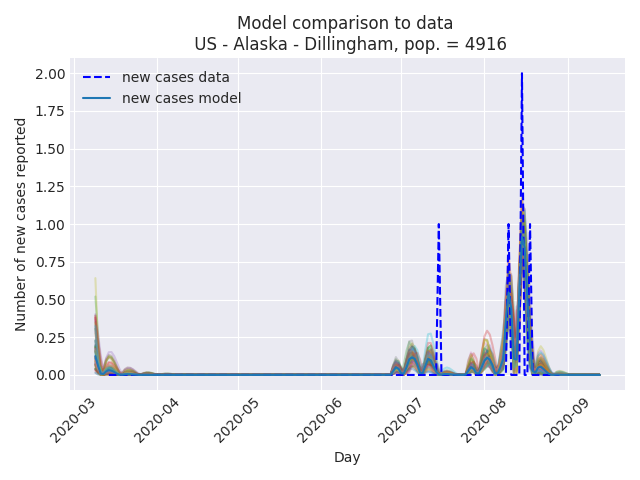 Model comparison to data
US - Alaska - Dillingham, pop. = 4916
new cases data
new cases model
Number of new cases reported
2.00
1.75
1.50
1.25
1.00
0.75
0.50
0.25
0.00
2020-03
2020-04
2020-05
2020-06
2020-07
2020-08
2020-09
Day